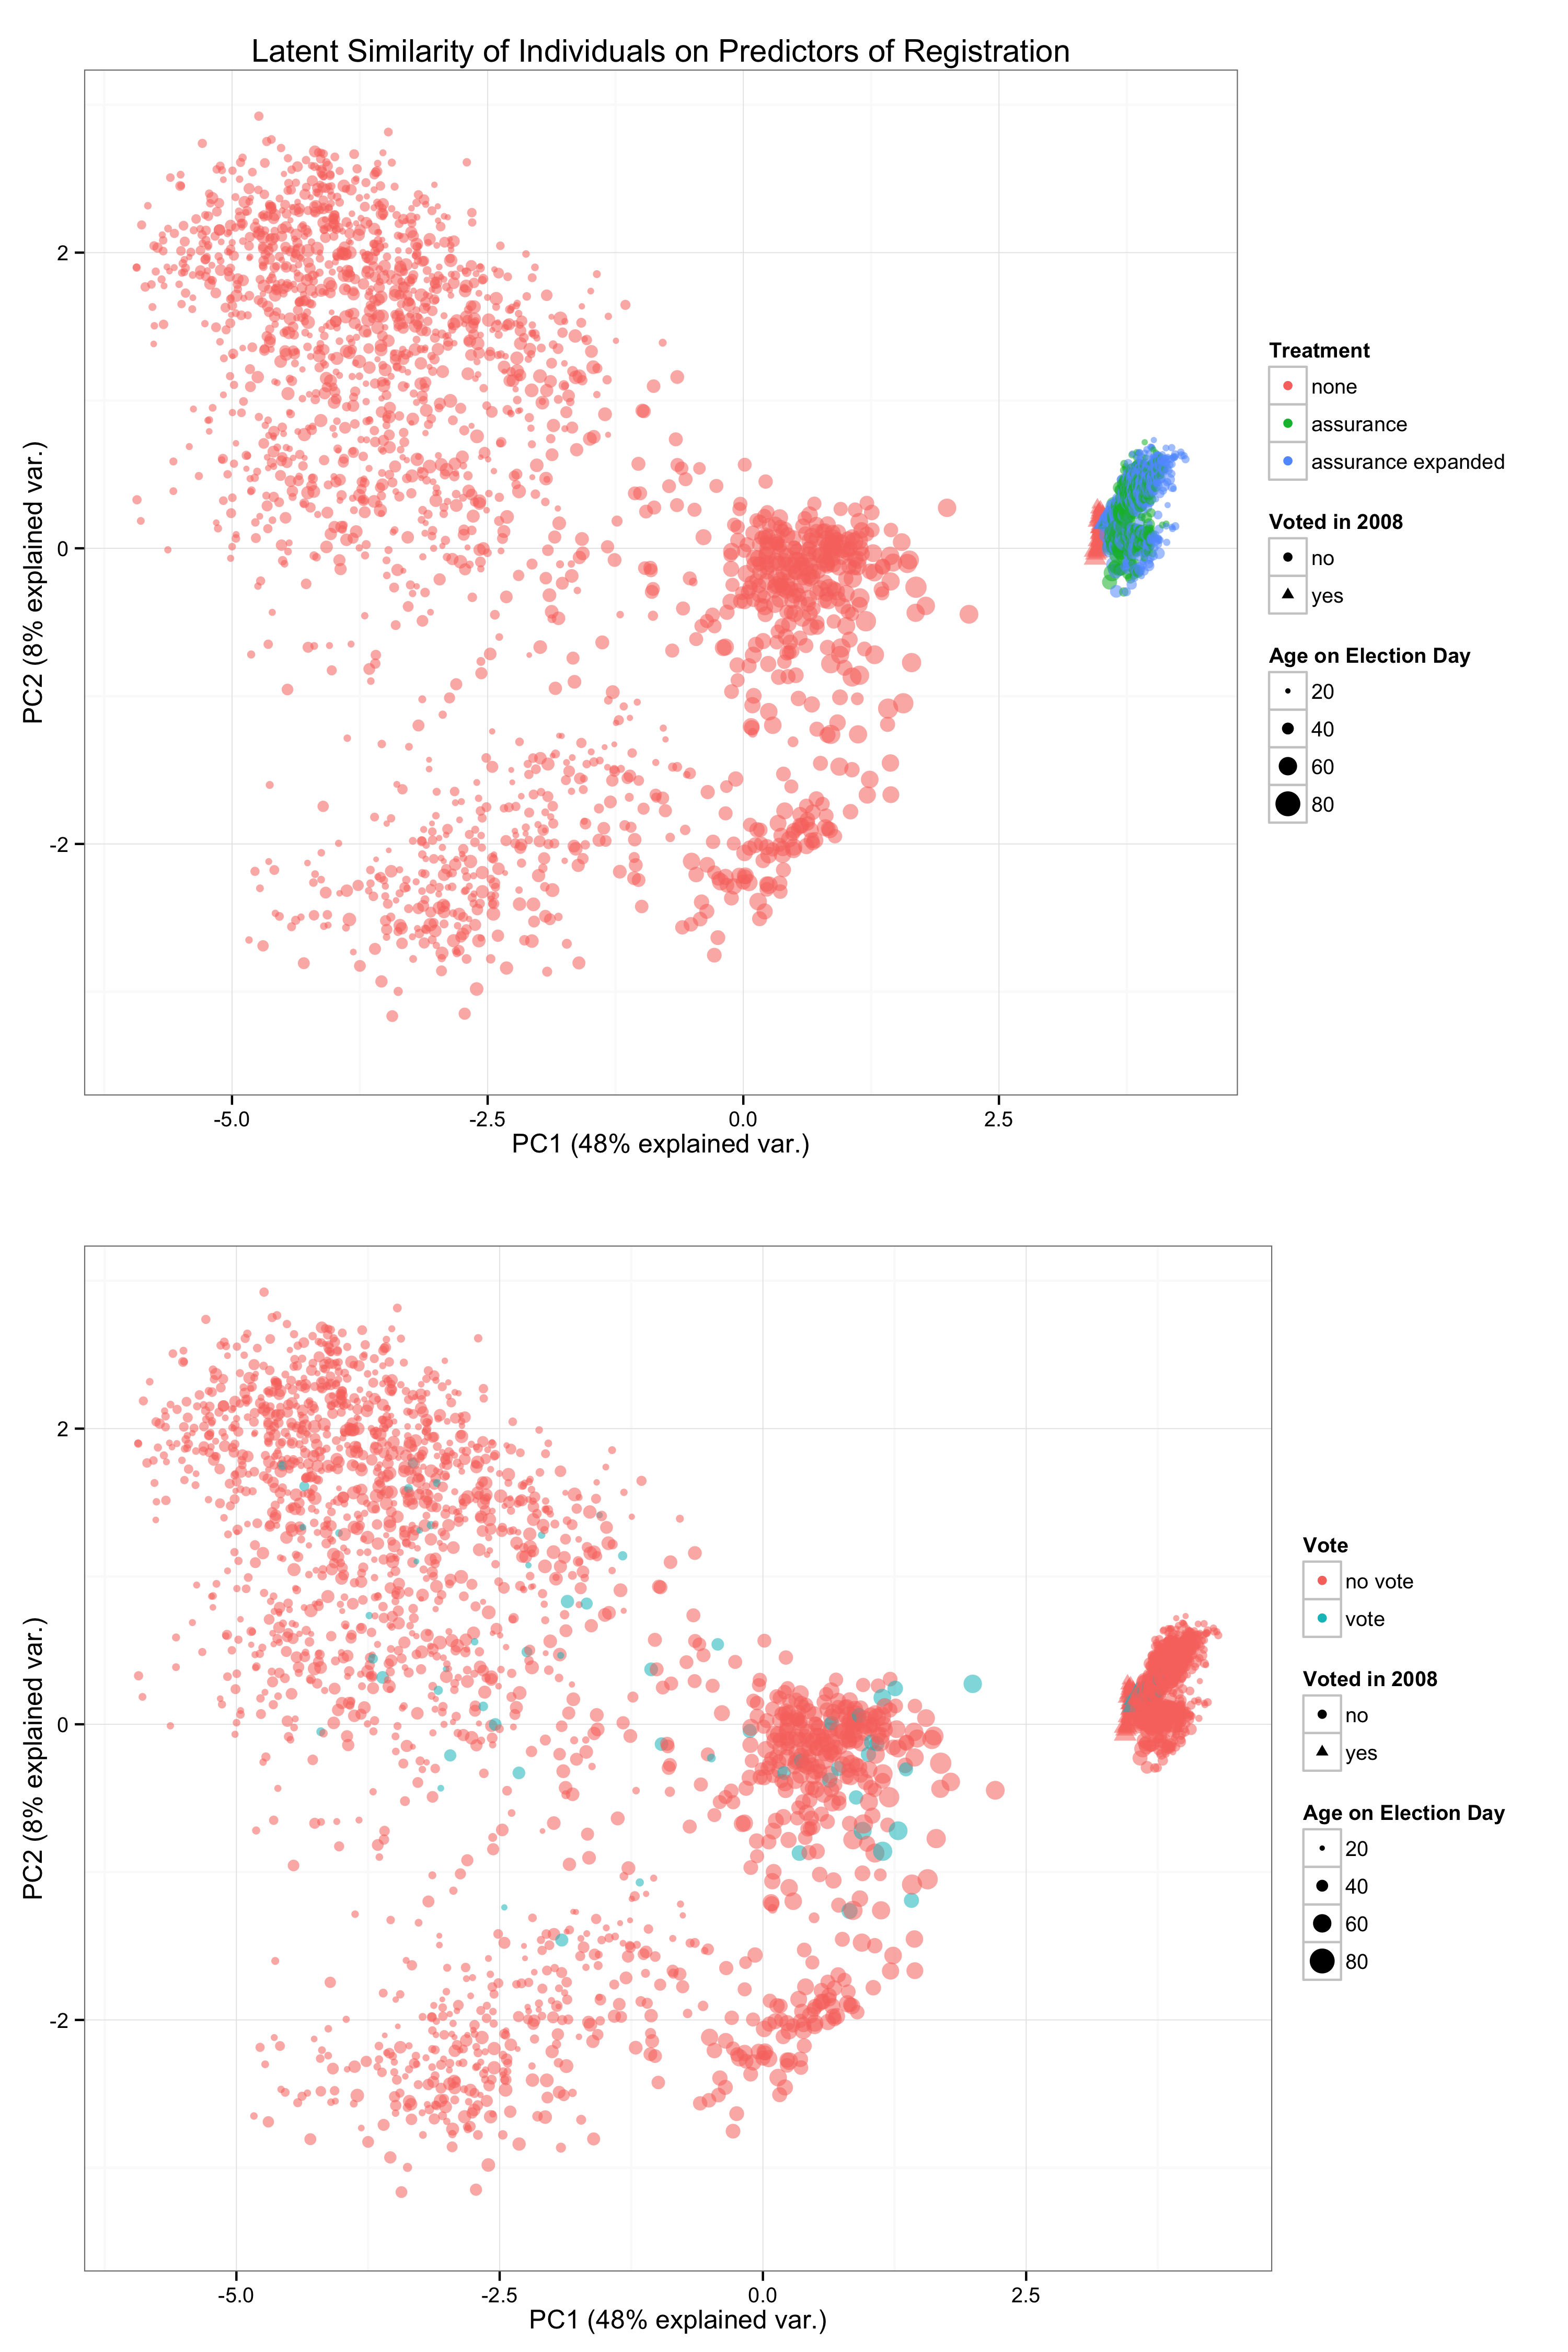 Latent Similarity of Individuals on Predictors of Registration
PC2 (8% explained var.)
2
0
-2
-5.0
-2.5
0.0
2.5
PC1 (48% explained var.)
Treatment
none
assurance
assurance expanded
Voted in 2008
no
yes
Age on Election Day
20
40
60
80
PC2 (8% explained var.)
2
0
-2
-5.0
-2.5
0.0
2.5
PC1 (48% explained var.)
Vote
no vote
vote
Voted in 2008
no
yes
Age on Election Day
20
40
60
80